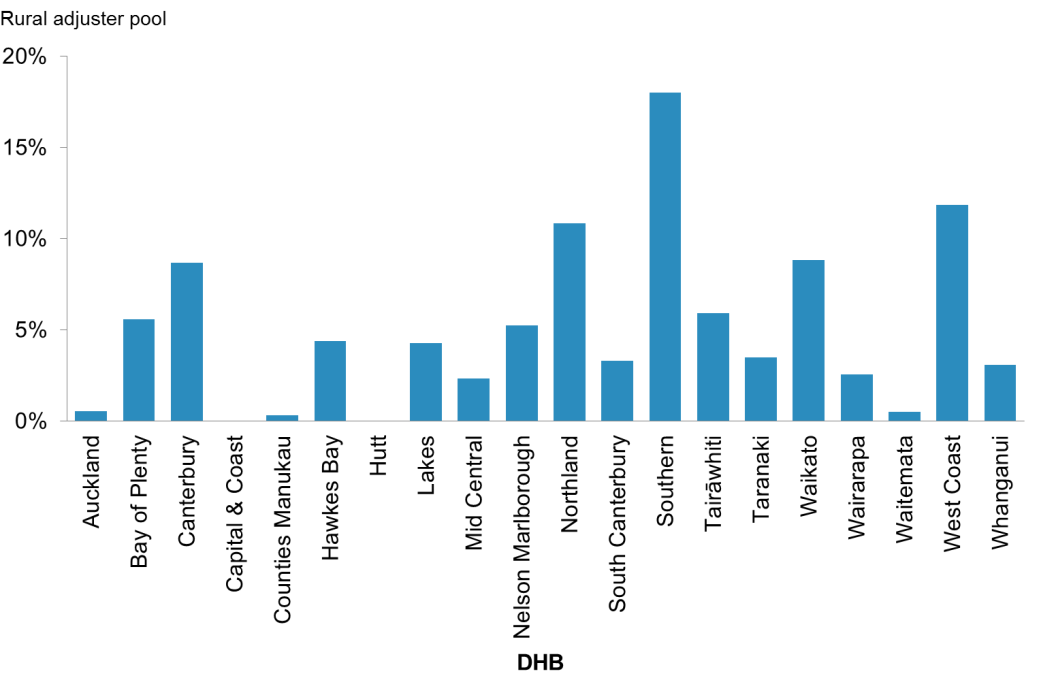 Rural adjuster pool
20%
15%
10%
5%
0%
Auckland
Bay of Plenty
Canterbury
Capital & Coast
Counties Manukau
Hawkes Bay
Hutt
Lakes
Mid Central
Nelson Marlborough
Northland
South Canterbury
Southern
Tairāwhiti
Taranaki
Waikato
Wairarapa
Waitemata
West Coast
Whanganui
DHB